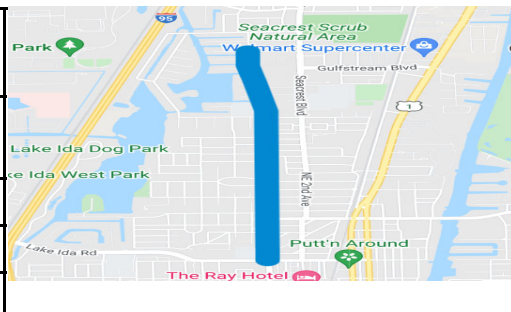 95
Seacrest Scrub
Natural Area
Park
Walmart Supercenter
Gulfstream Blvd
Seacrest Blvd
1
Lake Ida Dog Park
ke Ida West Park
NE 2nd Ave
Lake Ida Rd
Putt'n Around
The Ray Hotel